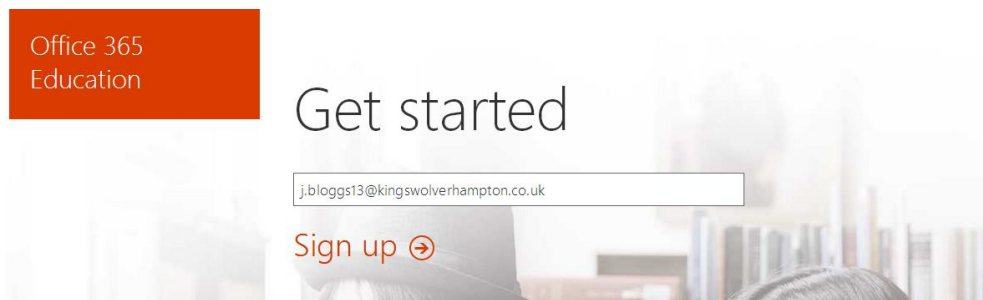 Office 365
Education
Get started
j.bloggs13@kingswolverhampton.co.uk
Sign up